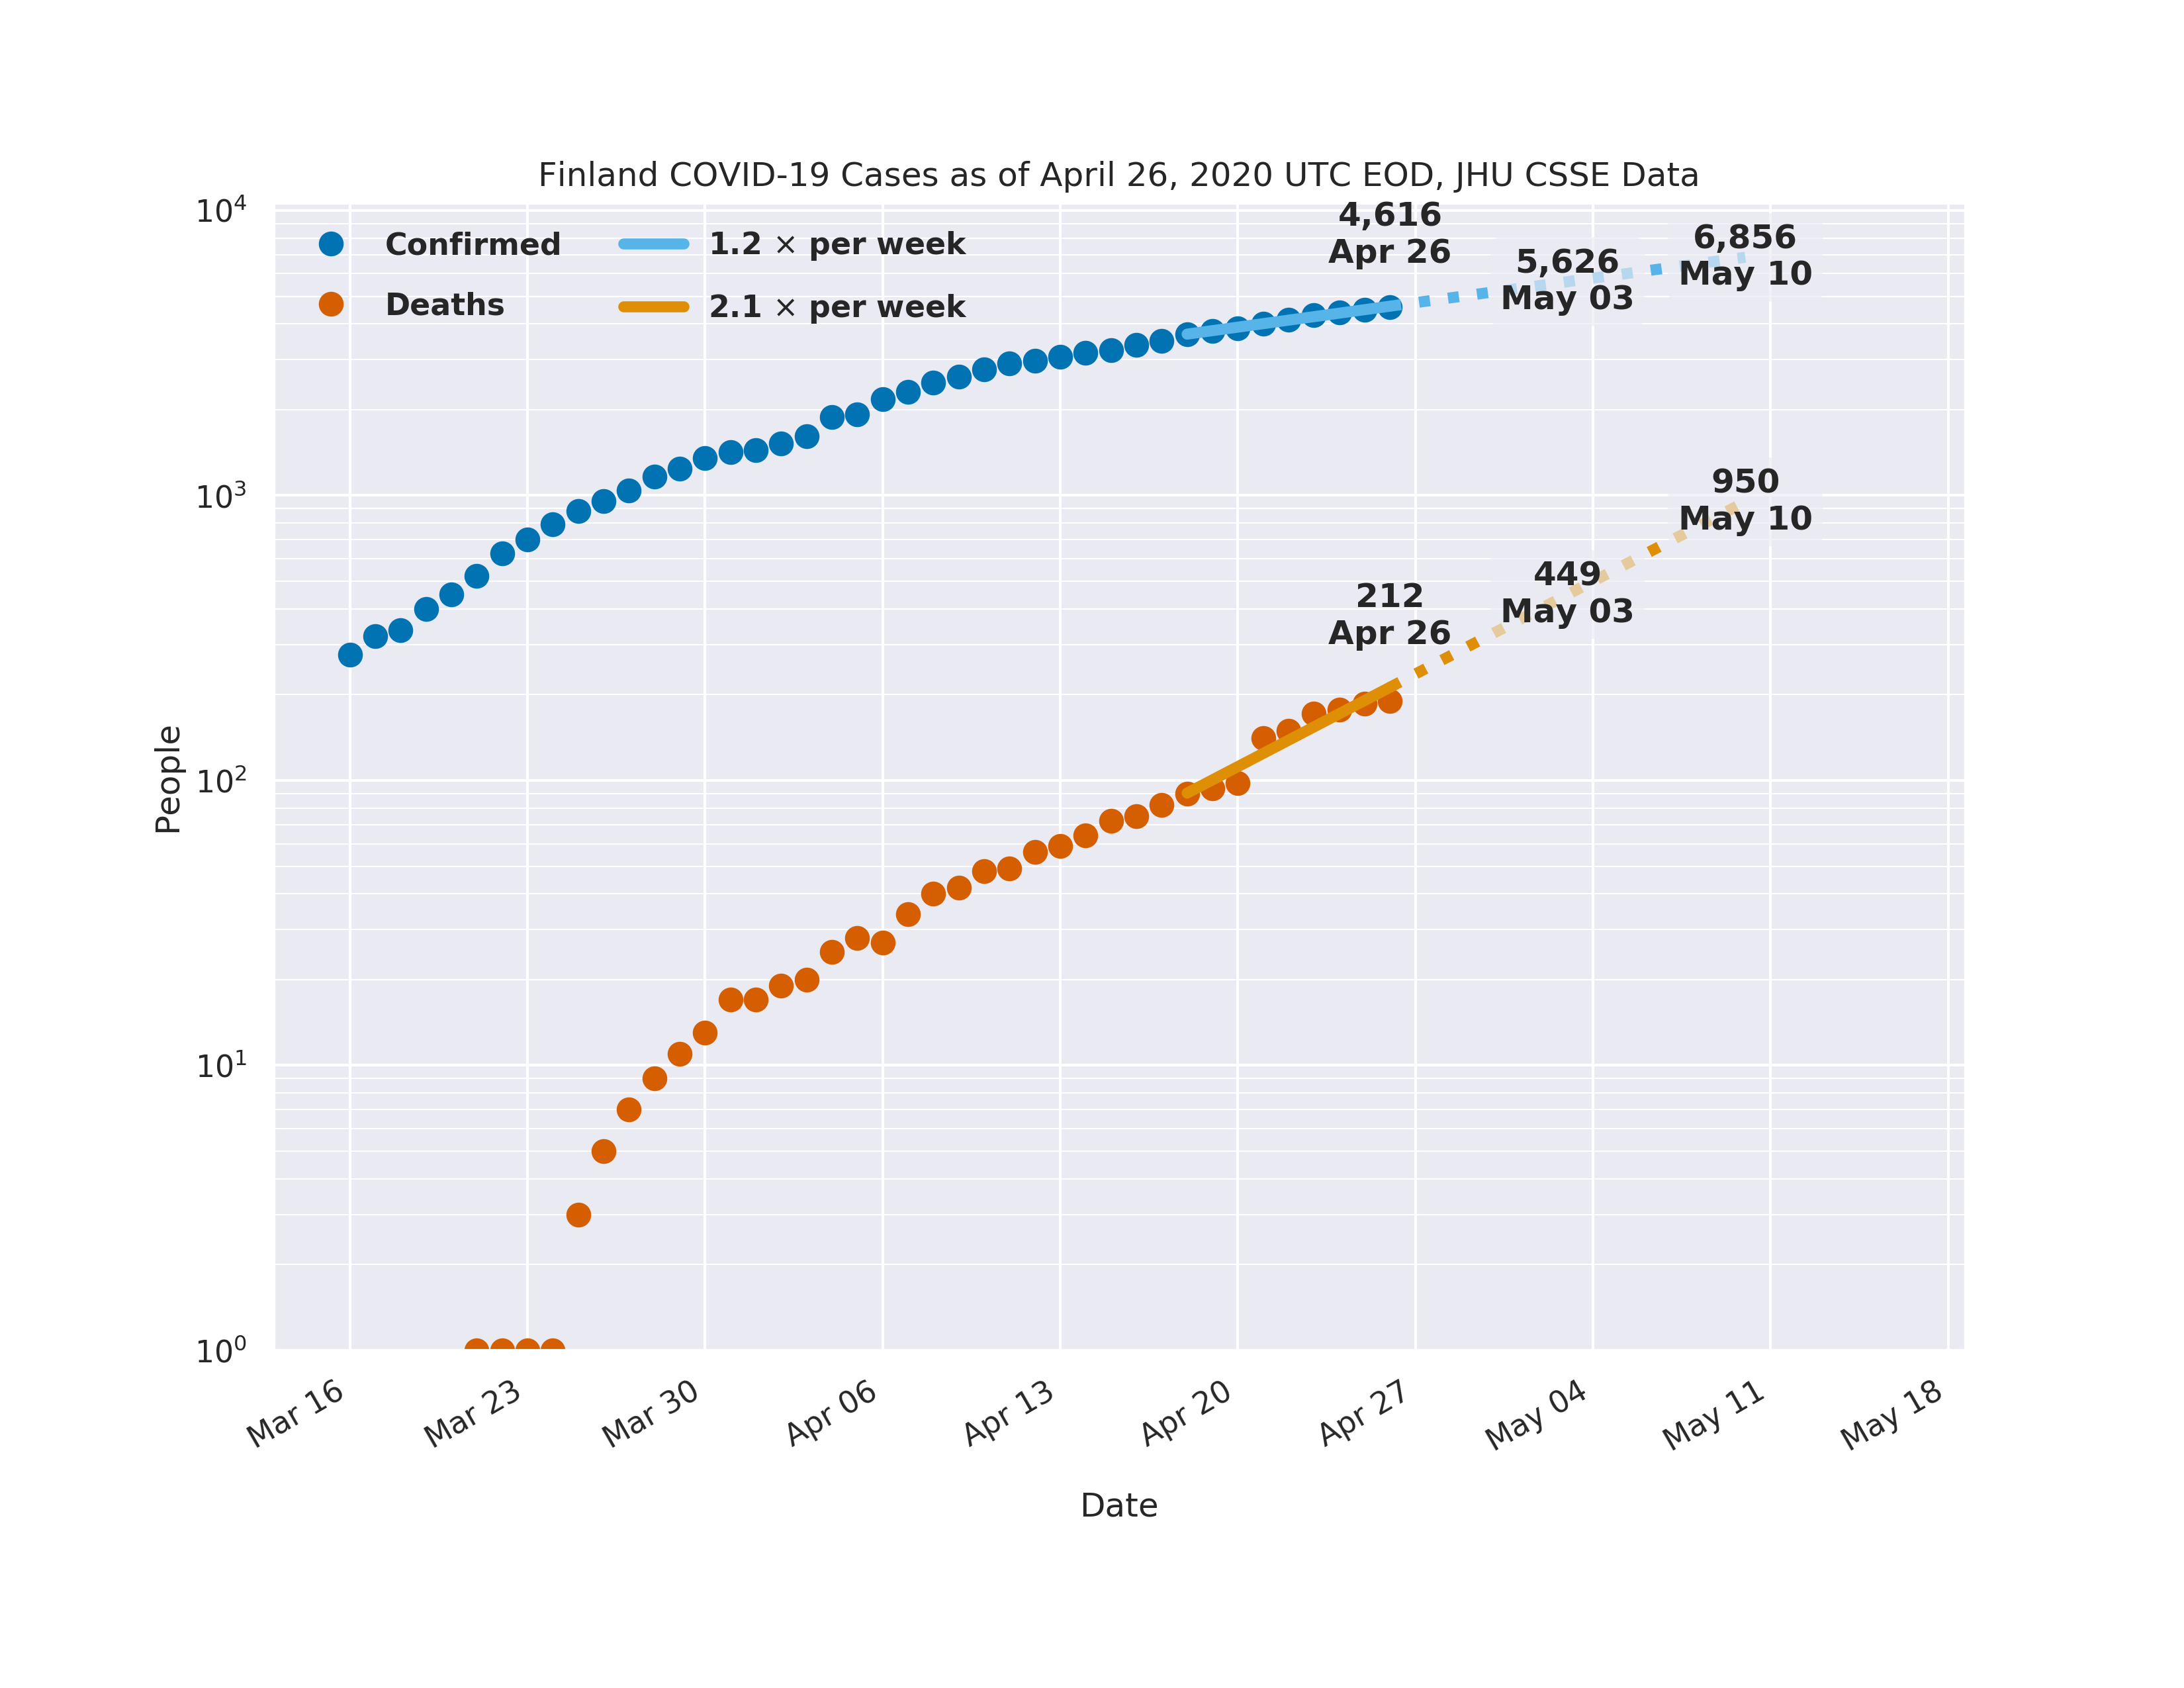 Finland COVID-19 Cases as of April 26, 2020 UTC EOD, JHU CSSE Data
10⁴
10³
10²
10¹
10⁰
People
Confirmed
Deaths
1.2 × per week
2.1 × per week
4,616
Apr 26
5,626
May 03
6,856
May 10
950
May 10
449
May 03
212
Apr 26
Mar 16
Mar 23
Mar 30
Apr 06
Apr 13
Apr 20
Apr 27
May 04
May 11
May 18
Date